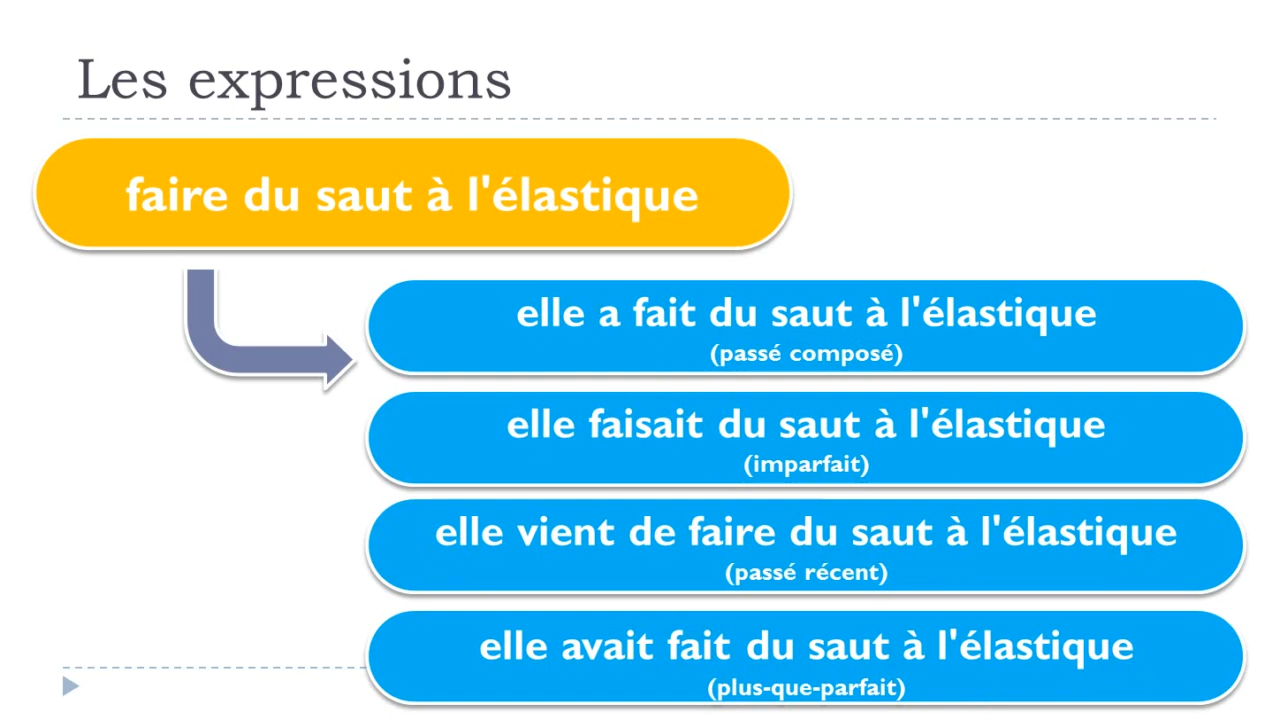 Les expressions
faire du saut à l'élastique
elle a fait du saut à l'élastique
(passé composé)
elle faisait du saut à l'élastique
(imparfait)
elle vient de faire du saut à l'élastique
(passé récent)
elle avait fait du saut à l'élastique
(plus-que-parfait)